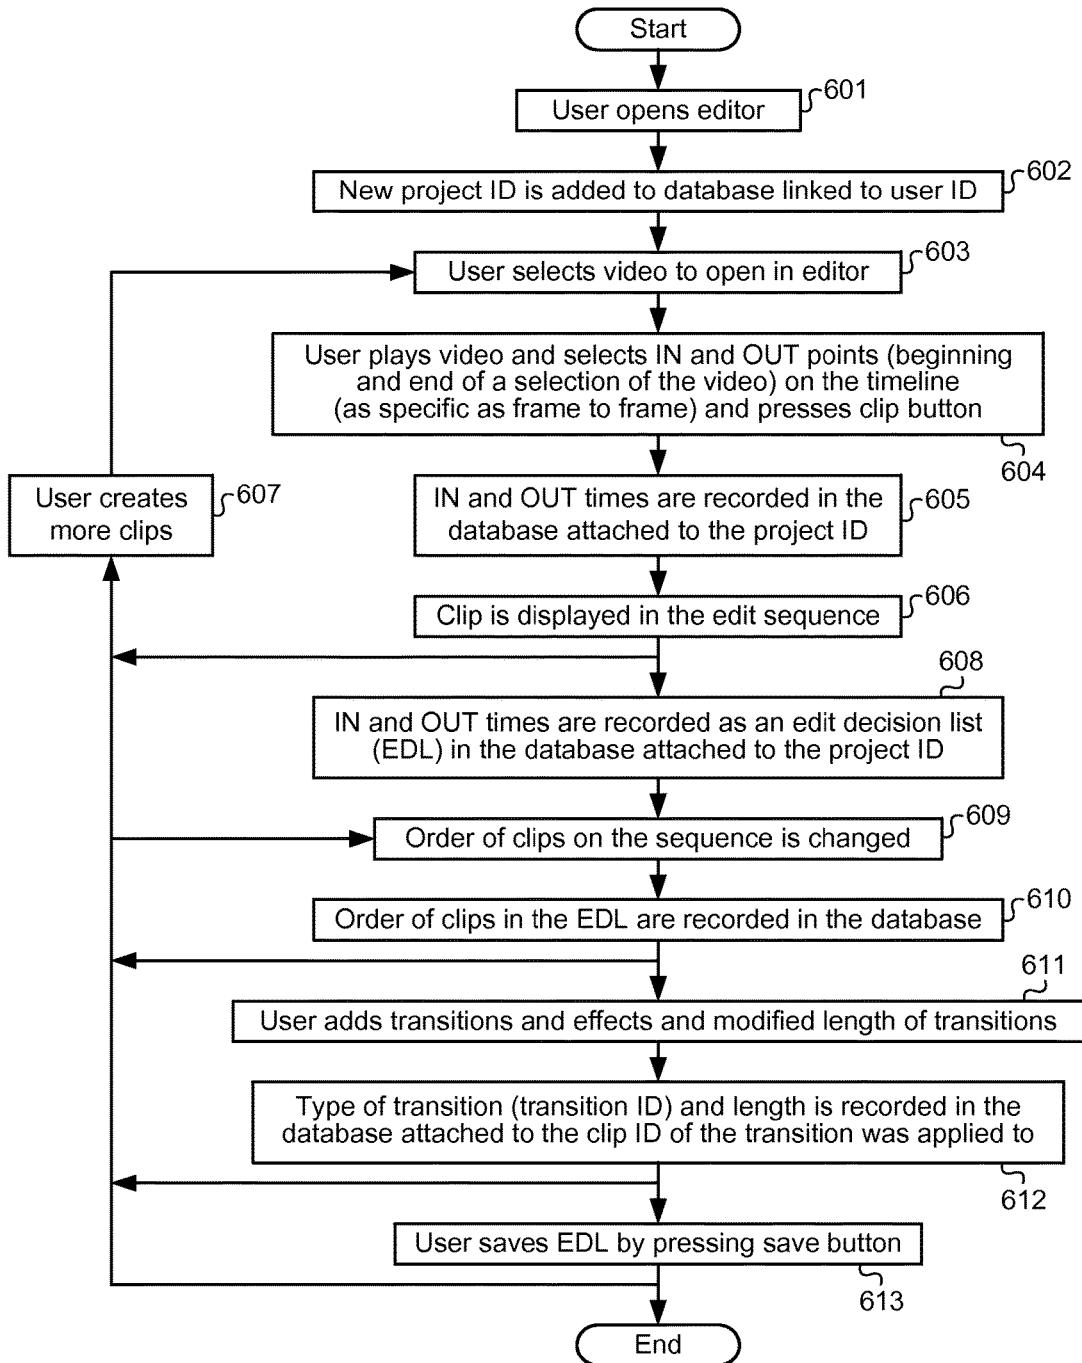 Start
601
User opens editor
602
New project ID is added to database linked to user ID
603
User selects video to open in editor
User plays video and selects IN and OUT points (beginning
and end of a selection of the video) on the timeline
(as specific as frame to frame) and presses clip button
604
607
User creates
more clips
605
IN and OUT times are recorded in the
database attached to the project ID
606
Clip is displayed in the edit sequence
608
IN and OUT times are recorded as an edit decision list
(EDL) in the database attached to the project ID
609
Order of clips on the sequence is changed
610
Order of clips in the EDL are recorded in the database
611
User adds transitions and effects and modified length of transitions
Type of transition (transition ID) and length is recorded in the
database attached to the clip ID of the transition was applied to
612
User saves EDL by pressing save button
613
End